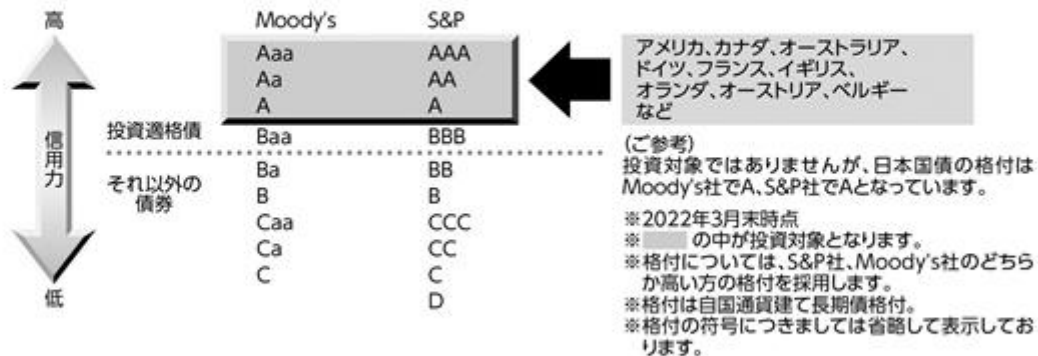 高
信用力
低
Moody's S&P
Aaa AAA
Aa AA
A A
投資適格債 Baa BBB
それ以外の
債券
Ba BB
B B
Caa CCC
Ca CC
C C
D
アメリカ、カナダ、オーストラリア、
ドイツ、フランス、イギリス、
オランダ、オーストリア、ベルギー
など
(ご参考)
投資対象ではありませんが、日本国債の格付は
Moody's社でA、S&P社でAとなっています。
※2022年3月末時点
※ の中が投資対象となります。
※格付については、S&P社、Moody's社のどちら
か高い方の格付を採用します。
※格付は自国通貨建て長期債格付。
※格付の符号につきましては省略して表示してお
ります。